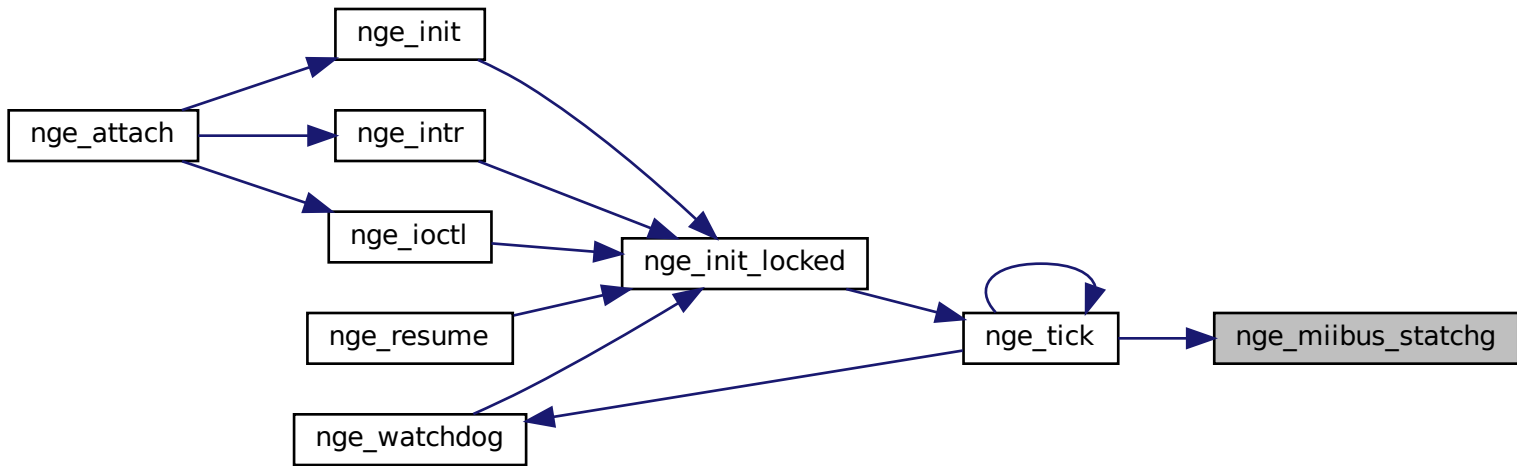 nge_init
nge_attach
nge_intr
nge_ioctl
nge_init_locked
nge_resume
nge_tick
nge_miibus_statchg
nge_watchdog